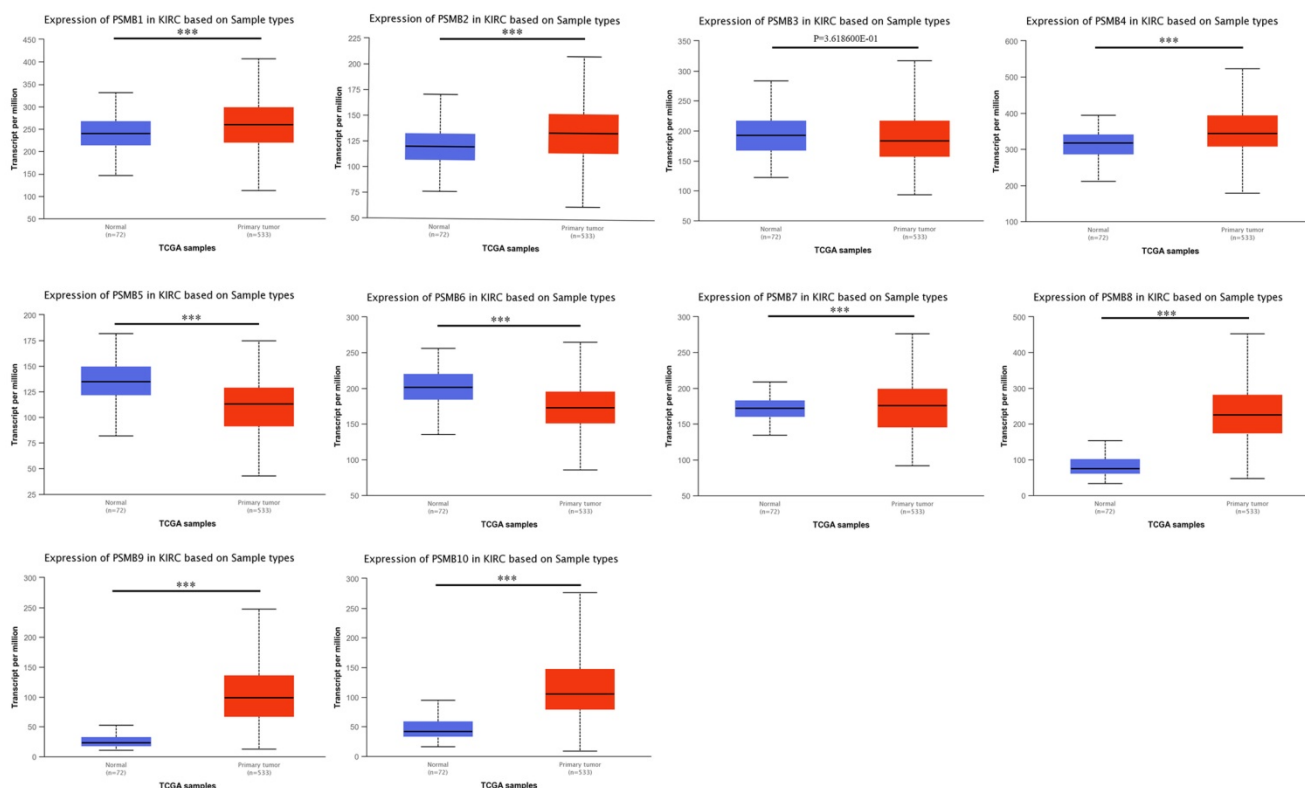 Expression of PSMB1 in KIRC based on Sample types
***
Transcript per million
450
400
350
300
250
200
150
100
50
Normal
(n=72)
Primary tumor
(n=533)
TCGA samples
Expression of PSMB2 in KIRC based on Sample types
***
Transcript per million
225
200
175
150
125
100
75
50
Normal
(n=72)
Primary tumor
(n=533)
TCGA samples
Expression of PSMB3 in KIRC based on Sample types
P=3.618600E-01
Transcript per million
350
300
250
200
150
100
50
Normal
(n=72)
Primary tumor
(n=533)
TCGA samples
Expression of PSMB4 in KIRC based on Sample types
***
Transcript per million
600
500
400
300
200
100
Normal
(n=72)
Primary tumor
(n=533)
TCGA samples
Expression of PSMB5 in KIRC based on Sample types
***
Transcript per million
200
175
150
125
100
75
50
25
Normal
(n=72)
Primary tumor
(n=533)
TCGA samples
Expression of PSMB6 in KIRC based on Sample types
***
Transcript per million
300
250
200
150
100
50
Normal
(n=72)
Primary tumor
(n=533)
TCGA samples
Expression of PSMB7 in KIRC based on Sample types
***
Transcript per million
300
250
200
150
100
50
Normal
(n=72)
Primary tumor
(n=533)
TCGA samples
Expression of PSMB8 in KIRC based on Sample types
***
Transcript per million
500
400
300
200
100
0
Normal
(n=72)
Primary tumor
(n=533)
TCGA samples
Expression of PSMB9 in KIRC based on Sample types
***
Transcript per million
300
250
200
150
100
50
0
Normal
(n=72)
Primary tumor
(n=533)
TCGA samples
Expression of PSMB10 in KIRC based on Sample types
***
Transcript per million
300
250
200
150
100
50
0
Normal
(n=72)
Primary tumor
(n=533)
TCGA samples